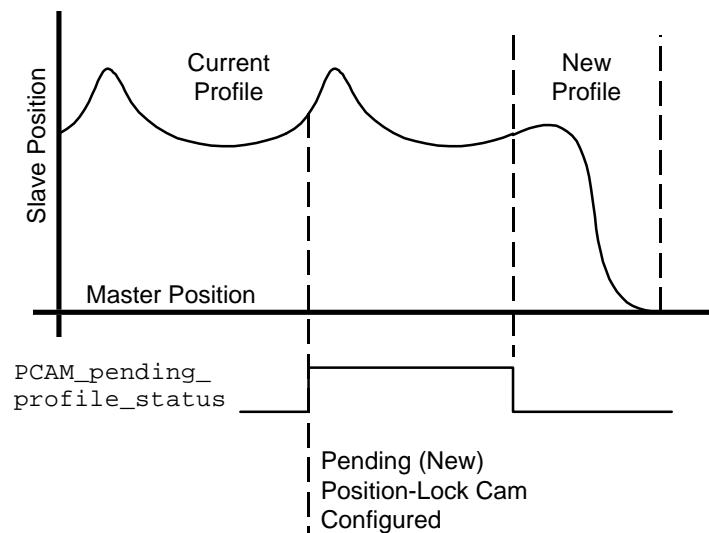 Current
Profile
New
Profile
Slave Position
Master Position
PCAM_pending_
profile_status
Pending (New)
Position-Lock Cam
Configured